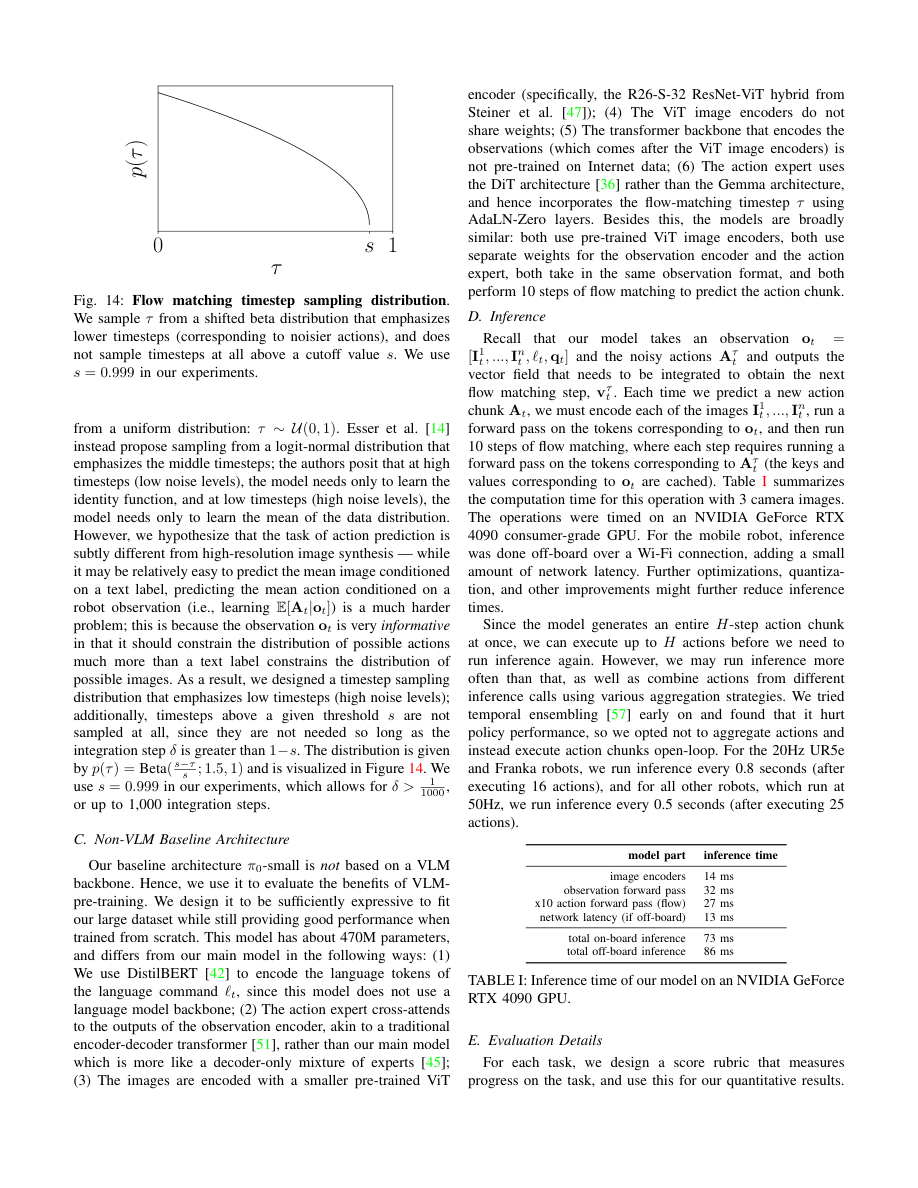 p(τ)
0 s 1
τ
Fig. 14: Flow matching timestep sampling distribution.
We sample τ from a shifted beta distribution that emphasizes
lower timesteps (corresponding to noisier actions), and does
not sample timesteps at all above a cutoff value s. We use
s = 0.999 in our experiments.
from a uniform distribution: τ ∼ 𝒰(0, 1). Esser et al. [14]
instead propose sampling from a logit-normal distribution that
emphasizes the middle timesteps; the authors posit that at high
timesteps (low noise levels), the model needs only to learn the
identity function, and at low timesteps (high noise levels), the
model needs only to learn the mean of the data distribution.
However, we hypothesize that the task of action prediction is
subtly different from high-resolution image synthesis — while
it may be relatively easy to predict the mean image conditioned
on a text label, predicting the mean action conditioned on a
robot observation (i.e., learning 𝔼[A_t|o_t]) is a much harder
problem; this is because the observation o_t is very informative
in that it should constrain the distribution of possible actions
much more than a text label constrains the distribution of
possible images. As a result, we designed a timestep sampling
distribution that emphasizes low timesteps (high noise levels);
additionally, timesteps above a given threshold s are not
sampled at all, since they are not needed so long as the
integration step δ is greater than 1−s. The distribution is given
by p(τ) = Beta((s−τ)/s; 1.5, 1) and is visualized in Figure 14. We
use s = 0.999 in our experiments, which allows for δ > 1/1000,
or up to 1,000 integration steps.
C. Non-VLM Baseline Architecture
Our baseline architecture π₀-small is not based on a VLM
backbone. Hence, we use it to evaluate the benefits of VLM-
pre-training. We design it to be sufficiently expressive to fit
our large dataset while still providing good performance when
trained from scratch. This model has about 470M parameters,
and differs from our main model in the following ways: (1)
We use DistilBERT [42] to encode the language tokens of
the language command ℓ_t, since this model does not use a
language model backbone; (2) The action expert cross-attends
to the outputs of the observation encoder, akin to a traditional
encoder-decoder transformer [51], rather than our main model
which is more like a decoder-only mixture of experts [45];
(3) The images are encoded with a smaller pre-trained ViT
encoder (specifically, the R26-S-32 ResNet-ViT hybrid from
Steiner et al. [47]); (4) The ViT image encoders do not
share weights; (5) The transformer backbone that encodes the
observations (which comes after the ViT image encoders) is
not pre-trained on Internet data; (6) The action expert uses
the DiT architecture [36] rather than the Gemma architecture,
and hence incorporates the flow-matching timestep τ using
AdaLN-Zero layers. Besides this, the models are broadly
similar: both use pre-trained ViT image encoders, both use
separate weights for the observation encoder and the action
expert, both take in the same observation format, and both
perform 10 steps of flow matching to predict the action chunk.
D. Inference
Recall that our model takes an observation o_t =
[I_t^1, ..., I_t^n, ℓ_t, q_t] and the noisy actions A_t^τ and outputs the
vector field that needs to be integrated to obtain the next
flow matching step, v_t^τ. Each time we predict a new action
chunk A_t, we must encode each of the images I_t^1, ..., I_t^n, run a
forward pass on the tokens corresponding to o_t, and then run
10 steps of flow matching, where each step requires running a
forward pass on the tokens corresponding to A_t^τ (the keys and
values corresponding to o_t are cached). Table I summarizes
the computation time for this operation with 3 camera images.
The operations were timed on an NVIDIA GeForce RTX
4090 consumer-grade GPU. For the mobile robot, inference
was done off-board over a Wi-Fi connection, adding a small
amount of network latency. Further optimizations, quantiza-
tion, and other improvements might further reduce inference
times.
Since the model generates an entire H-step action chunk
at once, we can execute up to H actions before we need to
run inference again. However, we may run inference more
often than that, as well as combine actions from different
inference calls using various aggregation strategies. We tried
temporal ensembling [57] early on and found that it hurt
policy performance, so we opted not to aggregate actions and
instead execute action chunks open-loop. For the 20Hz UR5e
and Franka robots, we run inference every 0.8 seconds (after
executing 16 actions), and for all other robots, which run at
50Hz, we run inference every 0.5 seconds (after executing 25
actions).
model part inference time
image encoders 14 ms
observation forward pass 32 ms
x10 action forward pass (flow) 27 ms
network latency (if off-board) 13 ms
total on-board inference 73 ms
total off-board inference 86 ms
TABLE I: Inference time of our model on an NVIDIA GeForce
RTX 4090 GPU.
E. Evaluation Details
For each task, we design a score rubric that measures
progress on the task, and use this for our quantitative results.